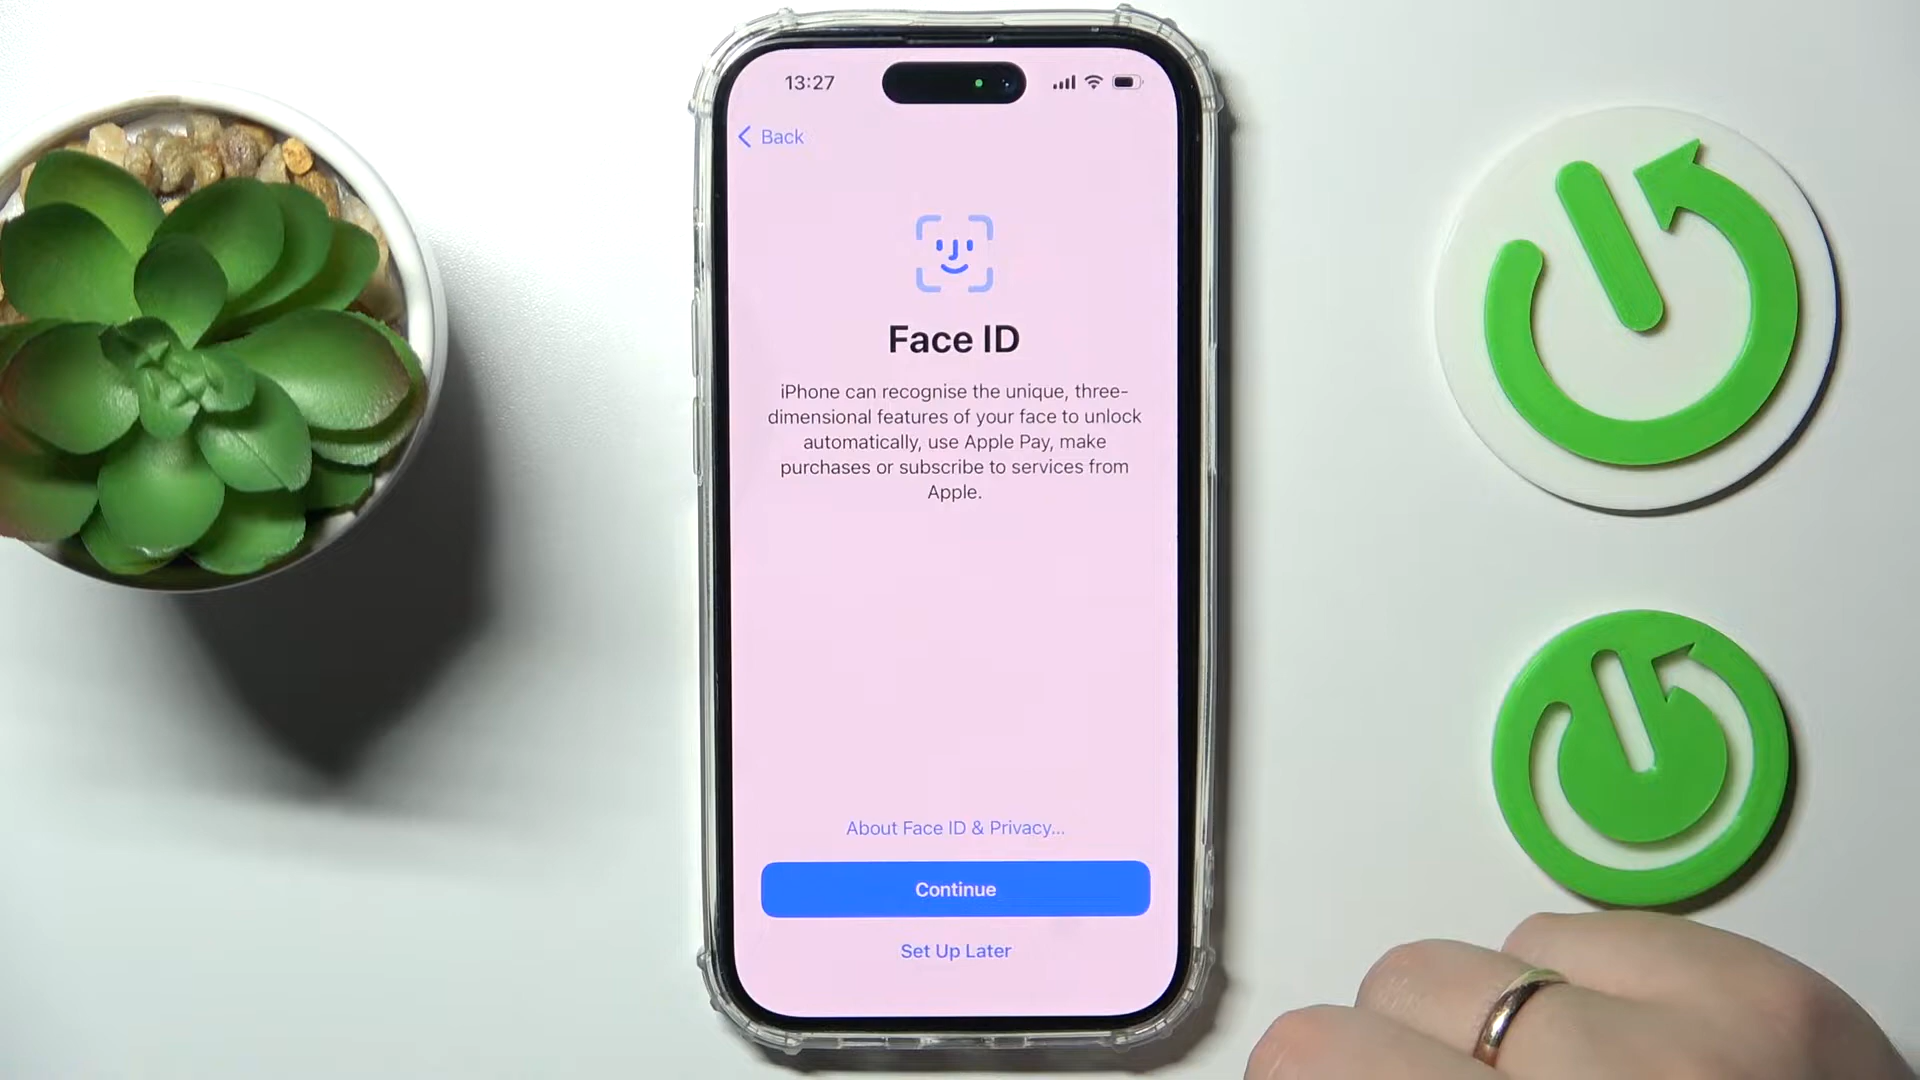 13:27
Back
Face ID
iPhone can recognise the unique, three-
dimensional features of your face to unlock
automatically, use Apple Pay, make
purchases or subscribe to services from
Apple.
About Face ID & Privacy...
Continue
Set Up Later